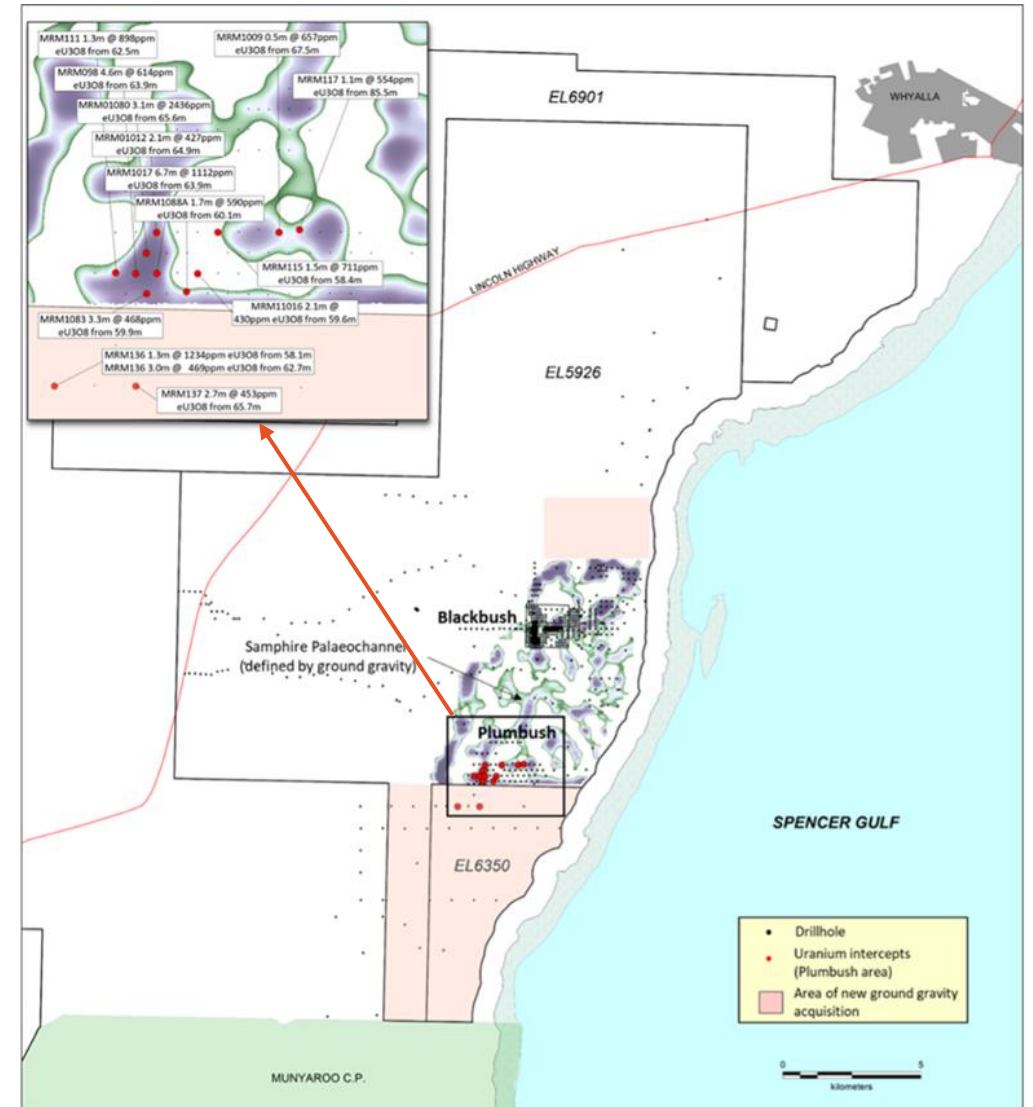 MRM111 1.3m @ 898ppm
eU3O8 from 62.5m
MRM1009 0.5m @ 657ppm
eU3O8 from 67.5m
MRM098 4.6m @ 614ppm
eU3O8 from 63.9m
MRM117 1.1m @ 554ppm
eU3O8 from 85.5m
MRM01080 3.1m @ 2436ppm
eU3O8 from 65.6m
MRM01012 2.1m @ 427ppm
eU3O8 from 64.9m
MRM1017 6.7m @ 1112ppm
eU3O8 from 63.9m
MRM1088A 1.7m @ 590ppm
eU3O8 from 60.1m
MRM115 1.5m @ 711ppm
eU3O8 from 58.4m
MRM11016 2.1m @
430ppm eU3O8 from 59.6m
MRM1083 3.3m @ 468ppm
eU3O8 from 59.9m
MRM136 1.3m @ 1234ppm eU3O8 from 58.1m
MRM136 3.0m @ 469ppm eU3O8 from 62.7m
MRM137 2.7m @ 453ppm
eU3O8 from 65.7m
EL6901
WHYALLA
LINCOLN HIGHWAY
EL5926
Blackbush
Samphire Palaeochannel
(defined by ground gravity)
Plumbush
EL6350
SPENCER GULF
Drillhole
Uranium intercepts
(Plumbush area)
Area of new ground gravity
acquisition
MUNYAROO C.P.
0 5
kilometers